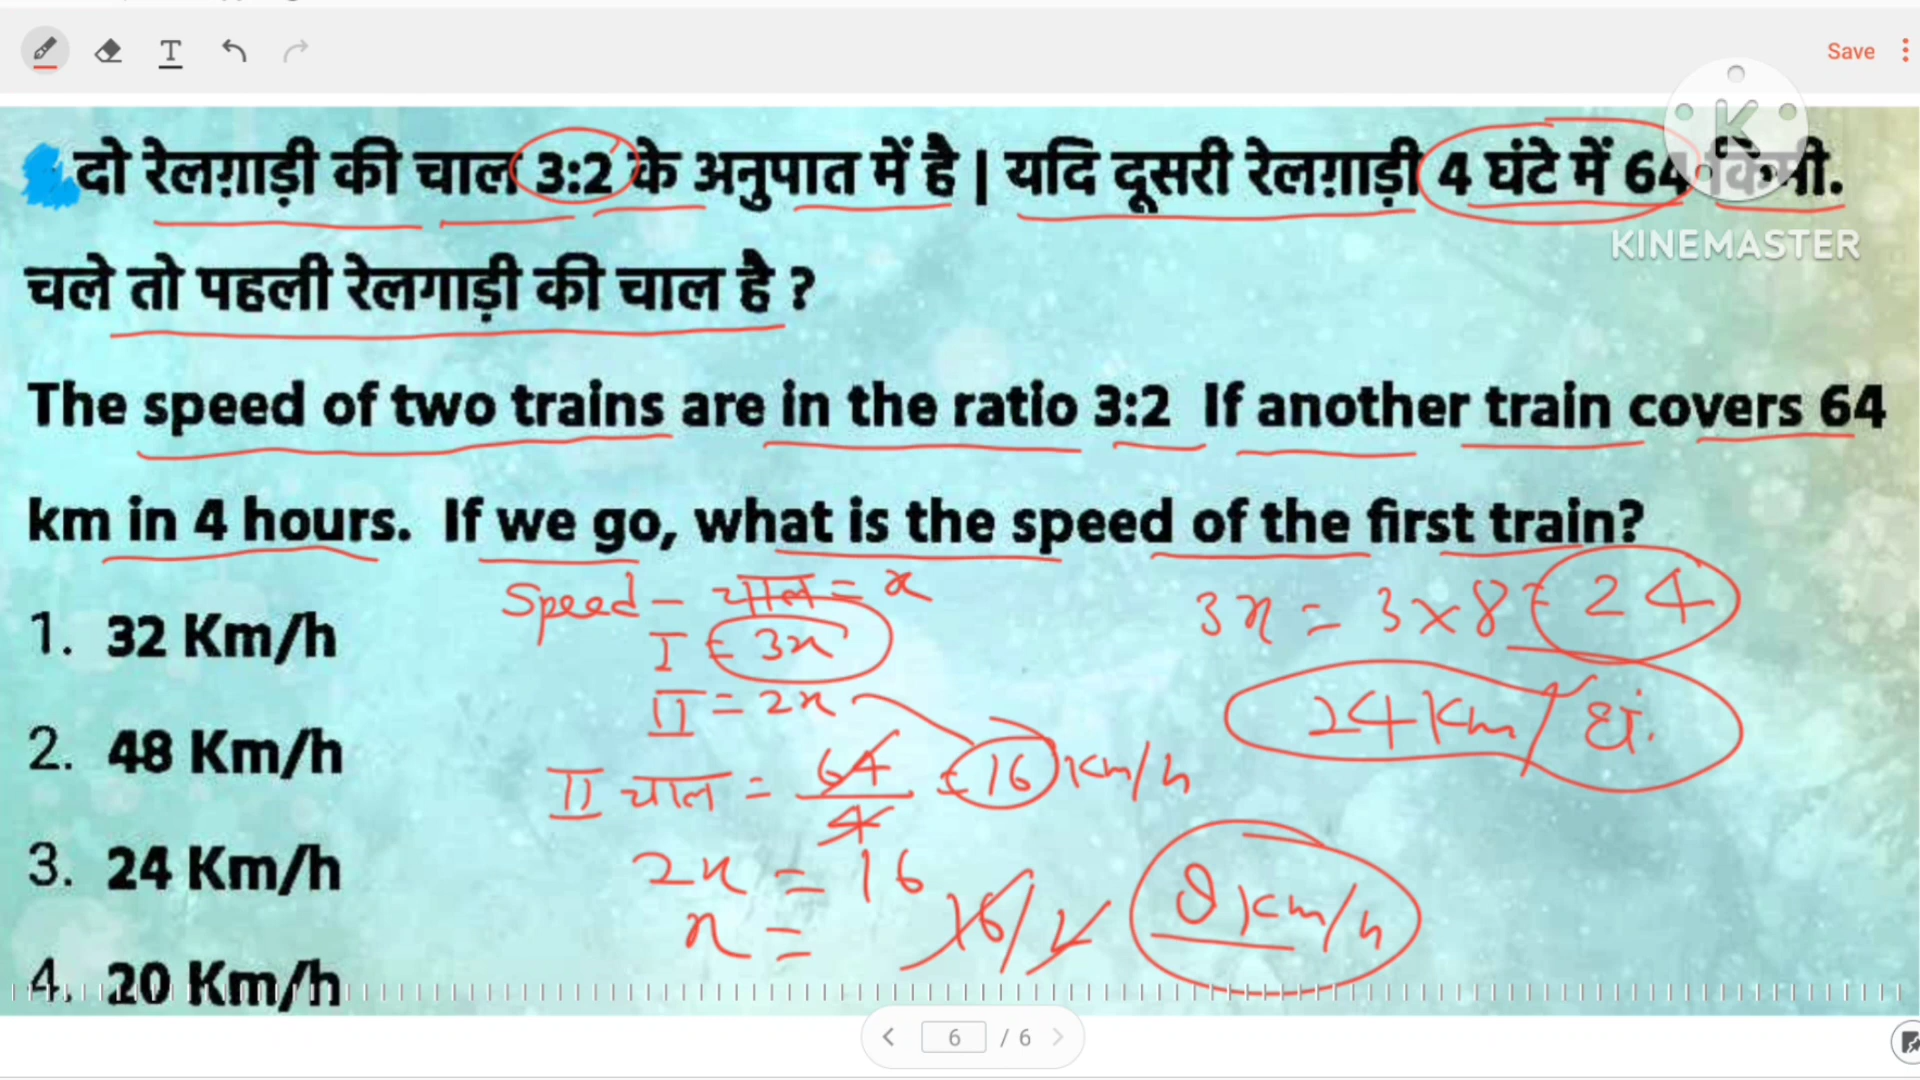 Save
दो रेलग़ाड़ी की चाल 3:2 के अनुपात में है | यदि दूसरी रेलग़ाड़ी 4 घंटे में 64 किमी.
K
KINEMASTER
चले तो पहली रेलगाड़ी की चाल है ?
The speed of two trains are in the ratio 3:2 If another train covers 64
km in 4 hours. If we go, what is the speed of the first train?
Speed - चाल = x
I = 3x
II = 2x
II चाल = 64/4 = 16 km/h
2x = 16
x = 16/2 8 km/h
3x = 3x8 = 24
24 km/घं.
1. 32 Km/h
2. 48 Km/h
3. 24 Km/h
4. 20 Km/h
6 / 6